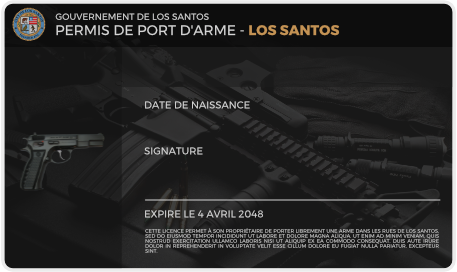 GOUVERNEMENT DE LOS SANTOS
PERMIS DE PORT D'ARME - LOS SANTOS
DATE DE NAISSANCE
SIGNATURE
EXPIRE LE 4 AVRIL 2048
CETTE LICENCE PERMET À SON PROPRIÉTAIRE DE PORTER LIBREMENT UNE ARME DANS LES RUES DE LOS SANTOS.
SED DO EIUSMOD TEMPOR INCIDIDUNT UT LABORE ET DOLORE MAGNA ALIQUA. UT ENIM AD MINIM VENIAM, QUIS
NOSTRUD EXERCITATION ULLAMCO LABORIS NISI UT ALIQUIP EX EA COMMODO CONSEQUAT. DUIS AUTE IRURE
DOLOR IN REPREHENDERIT IN VOLUPTATE VELIT ESSE CILLUM DOLORE EU FUGIAT NULLA PARIATUR. EXCEPTEUR
SINT.